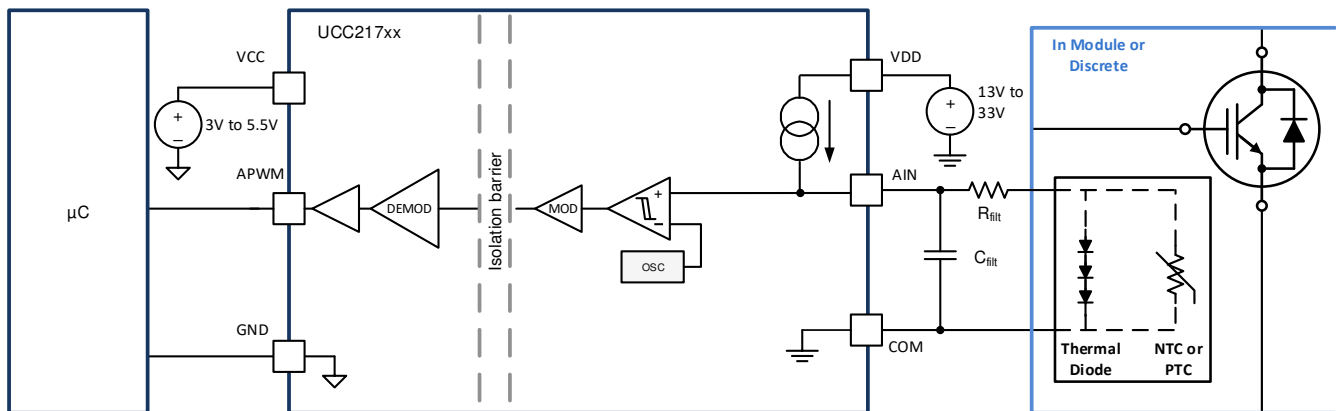 UCC217xx
In Module or
Discrete
VCC
VDD
3V to 5.5V
13V to
33V
+
−
+
−
APWM
AIN
µC
DEMOD
Isolation barrier
MOD
+
−
OSC
Rfilt
Cfilt
GND
COM
Thermal
Diode
NTC or
PTC